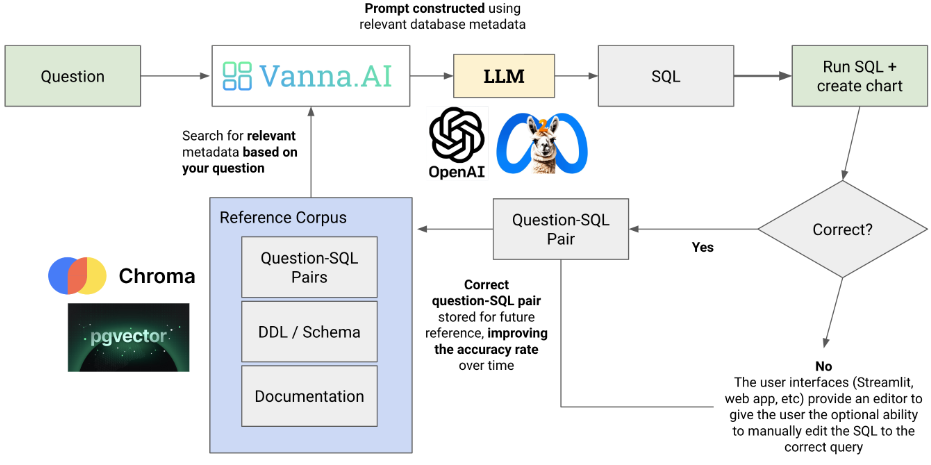 Prompt constructed using
relevant database metadata
Question
Vanna.AI
LLM
SQL
Run SQL +
create chart
Search for relevant
metadata based on
your question
OpenAI
Reference Corpus
Question-SQL
Pairs
DDL / Schema
Documentation
Chroma
pgvector
Question-SQL
Pair
Yes
Correct?
Correct
question-SQL pair
stored for future
reference, improving
the accuracy rate
over time
No
The user interfaces (Streamlit,
web app, etc) provide an editor to
give the user the optional ability
to manually edit the SQL to the
correct query